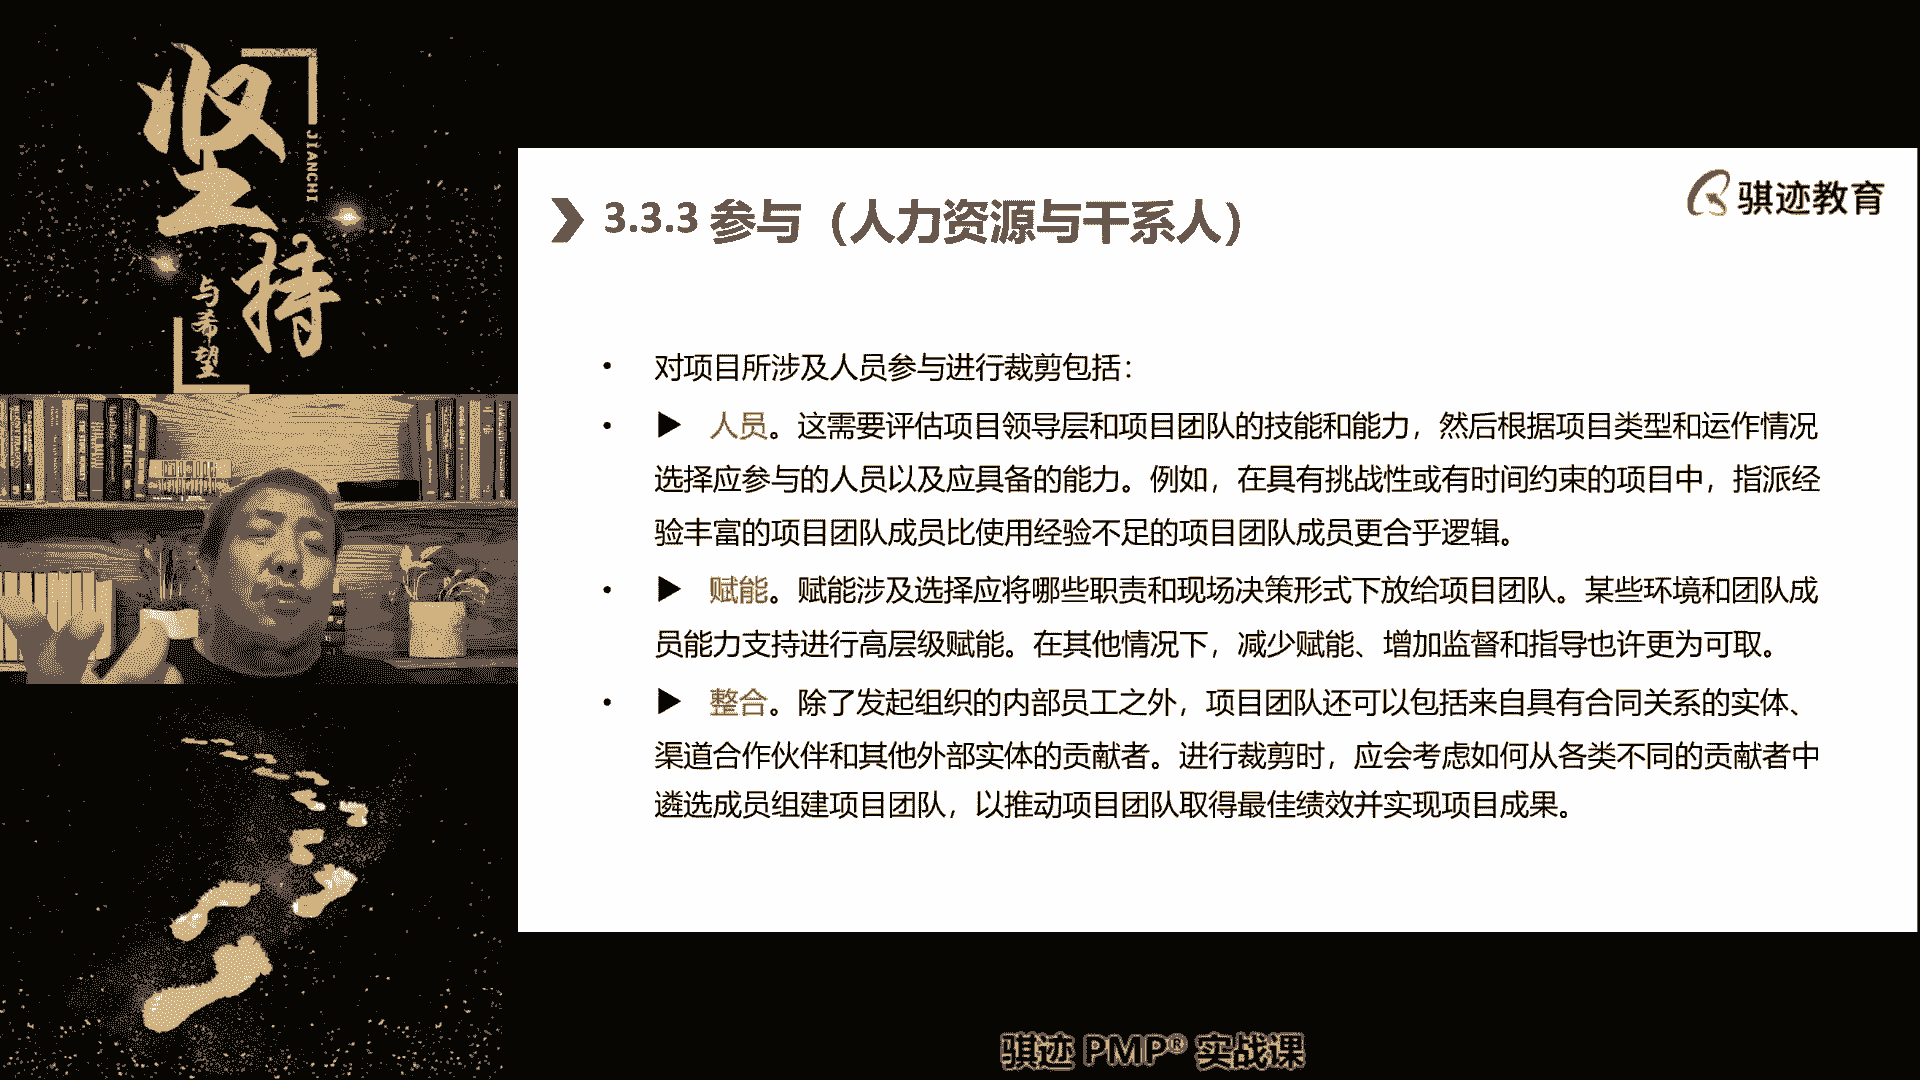 坚持
JIANCHI
与希望
骐迹教育
3.3.3 参与（人力资源与干系人）
• 对项目所涉及人员参与进行裁剪包括：
• ▶ 人员。这需要评估项目领导层和项目团队的技能和能力，然后根据项目类型和运作情况
选择应参与的人员以及应具备的能力。例如，在具有挑战性或有时间约束的项目中，指派经
验丰富的项目团队成员比使用经验不足的项目团队成员更合乎逻辑。
• ▶ 赋能。赋能涉及选择应将哪些职责和现场决策形式下放给项目团队。某些环境和团队成
员能力支持进行高层级赋能。在其他情况下，减少赋能、增加监督和指导也许更为可取。
• ▶ 整合。除了发起组织的内部员工之外，项目团队还可以包括来自具有合同关系的实体、
渠道合作伙伴和其他外部实体的贡献者。进行裁剪时，应会考虑如何从各类不同的贡献者中
遴选成员组建项目团队，以推动项目团队取得最佳绩效并实现项目成果。
骐迹 PMP® 实战课